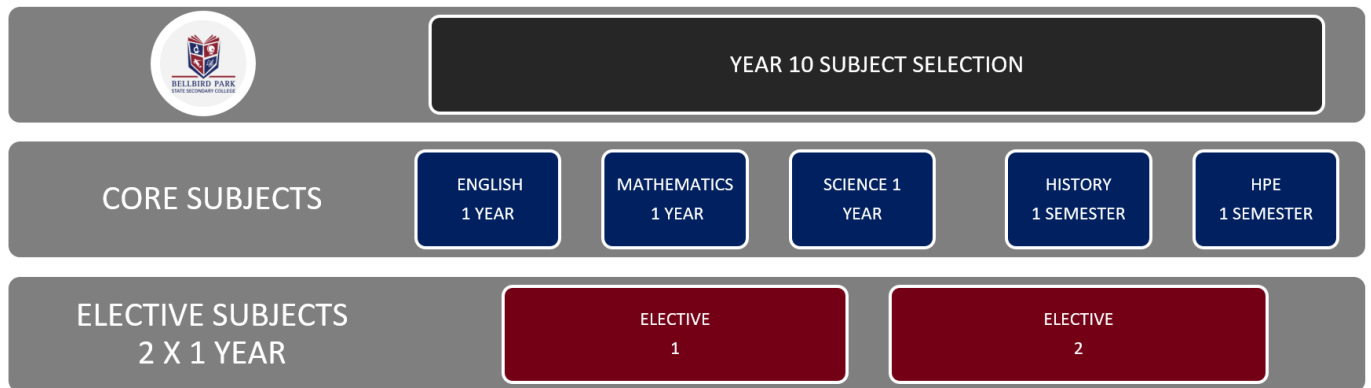 BELLBIRD PARK
STATE SECONDARY COLLEGE
YEAR 10 SUBJECT SELECTION
CORE SUBJECTS
ENGLISH
1 YEAR
MATHEMATICS
1 YEAR
SCIENCE 1
YEAR
HISTORY
1 SEMESTER
HPE
1 SEMESTER
ELECTIVE SUBJECTS
2 X 1 YEAR
ELECTIVE
1
ELECTIVE
2